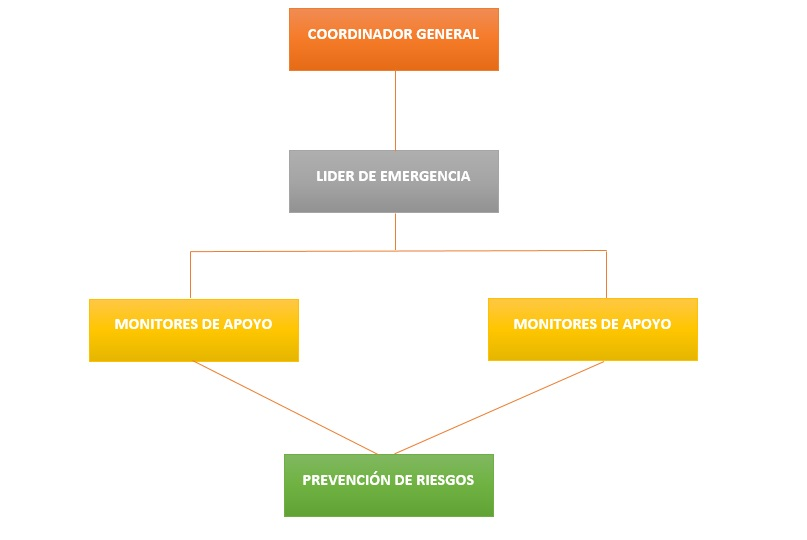 COORDINADOR GENERAL
LIDER DE EMERGENCIA
MONITORES DE APOYO
MONITORES DE APOYO
PREVENCIÓN DE RIESGOS